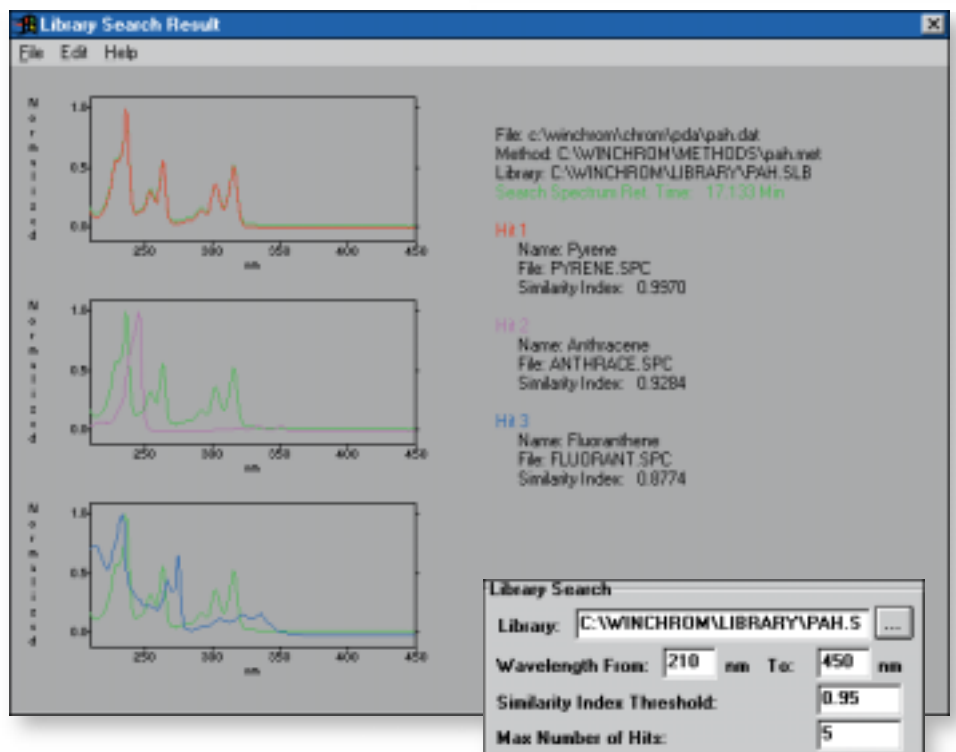 Library Search Result
File Edit Help
Normalized
1.0
0.5
0.0
250 300 350 400 450
nm
File: c:\winchrom\chrom\pda\pah.dat
Method: C:\WINCHROM\METHODS\pah.met
Library: C:\WINCHROM\LIBRARY\PAH.SLB
Search Spectrum Ret. Time: 17.133 Min
Hit 1
Name: Pyrene
File: PYRENE.SPC
Similarity Index: 0.9970
Normalized
1.0
0.5
0.0
250 300 350 400 450
nm
Hit 2
Name: Anthracene
File: ANTHRACE.SPC
Similarity Index: 0.9284
Hit 3
Name: Fluoranthene
File: FLUORANT.SPC
Similarity Index: 0.8774
Normalized
1.0
0.5
0.0
250 300 350 400 450
nm
Library Search
Library: C:\WINCHROM\LIBRARY\PAH.S ...
Wavelength From: 210 nm To: 450 nm
Similarity Index Threshold: 0.95
Max Number of Hits: 5